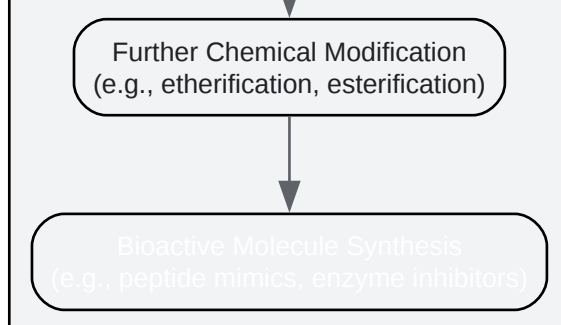 Further Chemical Modification
(e.g., etherification, esterification)
Bioactive Molecule Synthesis
(e.g., peptide mimics, enzyme inhibitors)